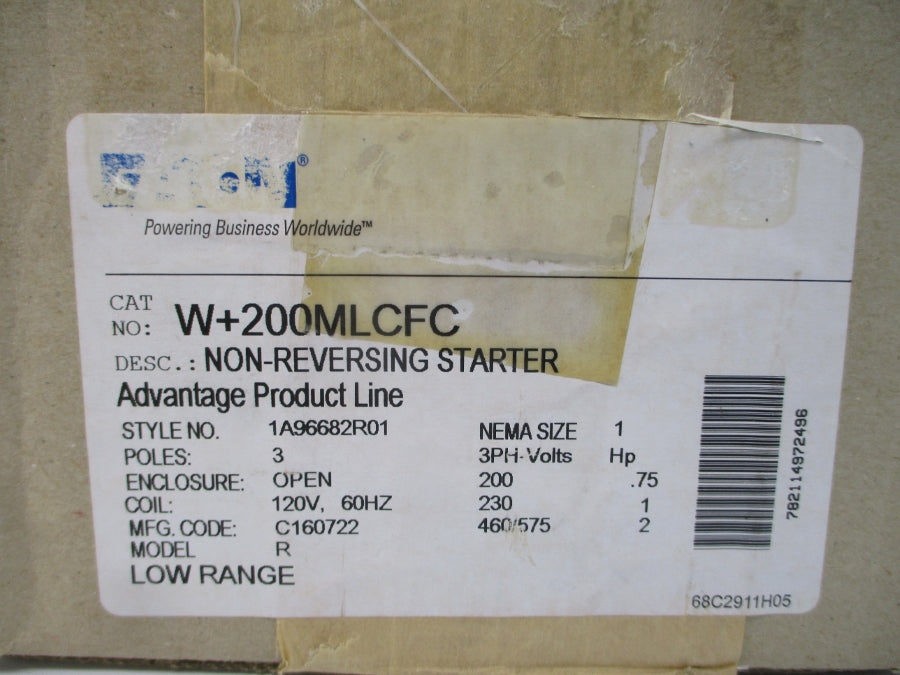 Powering Business Worldwide™
CAT NO: W+200MLCFC
DESC.: NON-REVERSING STARTER
Advantage Product Line
STYLE NO. 1A96682R01 NEMA SIZE 1
POLES: 3 3PH-Volts Hp
ENCLOSURE: OPEN 200 .75
COIL: 120V, 60HZ 230 1
MFG. CODE: C160722 460/575 2
MODEL R
LOW RANGE
782114972496
68C2911H05